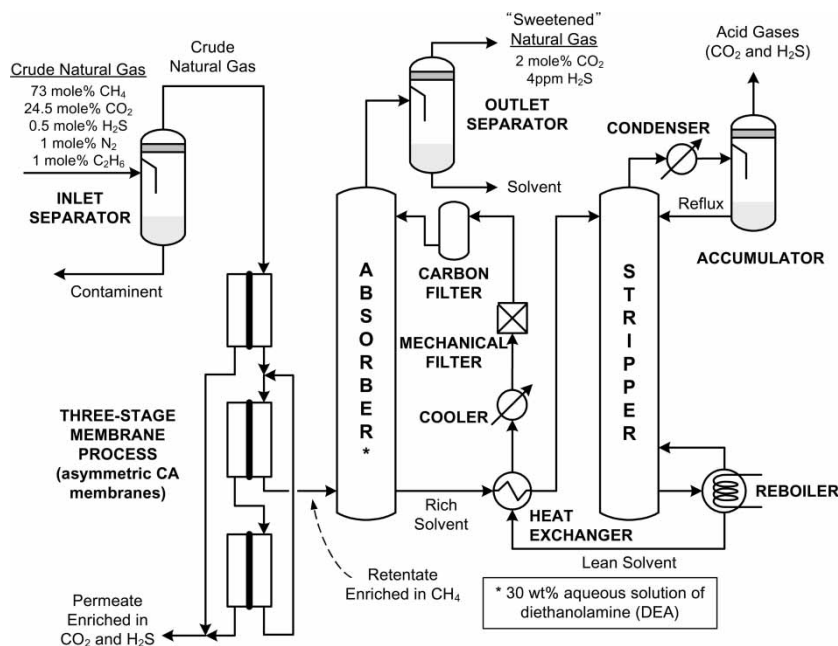 Crude Natural Gas
73 mole% CH₄
24.5 mole% CO₂
0.5 mole% H₂S
1 mole% N₂
1 mole% C₂H₆
INLET
SEPARATOR
Contaminent
Crude
Natural Gas
THREE-STAGE
MEMBRANE
PROCESS
(asymmetric CA
membranes)
Permeate
Enriched in
CO₂ and H₂S
"Sweetened"
Natural Gas
2 mole% CO₂
4ppm H₂S
OUTLET
SEPARATOR
Solvent
ABSORBER*
CARBON
FILTER
MECHANICAL
FILTER
COOLER
Rich
Solvent
HEAT
EXCHANGER
Retentate
Enriched in CH₄
Acid Gases
(CO₂ and H₂S)
CONDENSER
Reflux
ACCUMULATOR
STRIPPER
REBOILER
Lean Solvent
* 30 wt% aqueous solution of
diethanolamine (DEA)